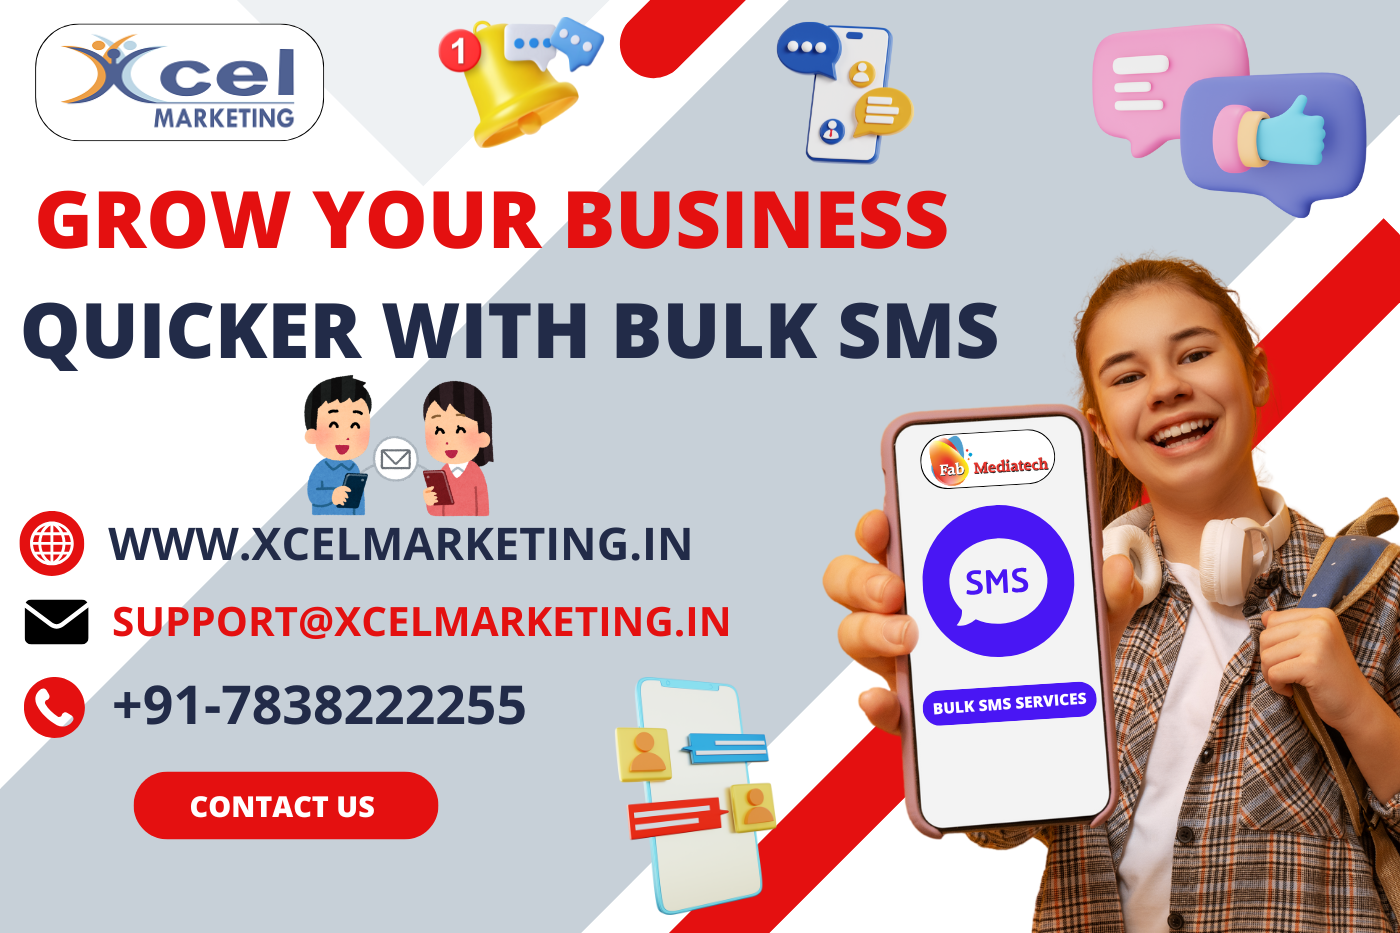 Xcel
MARKETING
1
GROW YOUR BUSINESS
QUICKER WITH BULK SMS
WWW.XCELMARKETING.IN
SUPPORT@XCELMARKETING.IN
+91-7838222255
CONTACT US
Fab Mediatech
SMS
BULK SMS SERVICES